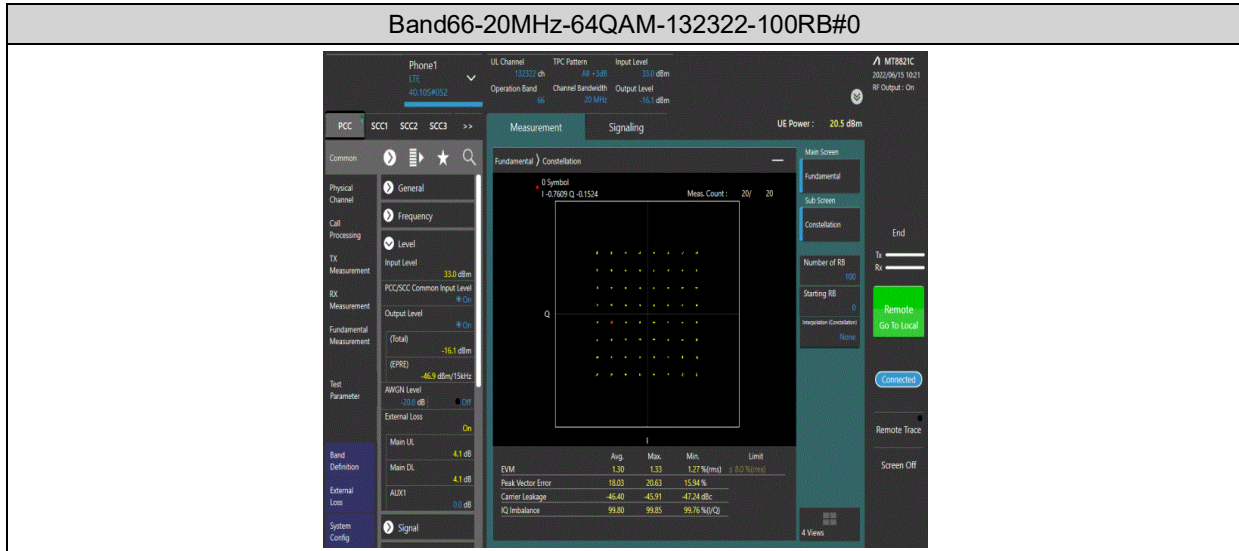 Band66-20MHz-64QAM-132322-100RB#0
Phone1
LTE
40.10S#052
UL Channel TPC Pattern Input Level
132322 ch All +3dB 33.0 dBm
Operation Band Channel Bandwidth Output Level
66 20 MHz -16.1 dBm
MT8821C
2022/06/15 10:21
RF Output : On
PCC SCC1 SCC2 SCC3 >>
Measurement Signaling
UE Power : 20.5 dBm
Common
Physical
Channel
Call
Processing
TX
Measurement
RX
Measurement
Fundamental
Measurement
Test
Parameter
Band
Definition
External
Loss
System
Config
General
Frequency
Level
Input Level
33.0 dBm
PCC/SCC Common Input Level
On
Output Level
On
(Total)
-16.1 dBm
(EPRE)
-46.9 dBm/15kHz
AWGN Level
-20.0 dB Off
External Loss
On
Main UL
4.1 dB
Main DL
4.1 dB
AUX1
0.0 dB
Signal
Fundamental ) Constellation
0 Symbol
I -0.7609 Q -0.1524 Meas. Count : 20/ 20
Q
I
Avg. Max. Min. Limit
EVM 1.30 1.33 1.27 %(rms) ≤ 8.0 %(rms)
Peak Vector Error 18.03 20.63 15.94 %
Carrier Leakage -46.40 -45.91 -47.24 dBc
IQ Imbalance 99.80 99.85 99.76 %(I/Q)
Main Screen
Fundamental
Sub Screen
Constellation
Number of RB
100
Starting RB
0
Interpolation (Constellation)
None
4 Views
End
Tx
Rx
Remote
Go To Local
Connected
Remote Trace
Screen Off